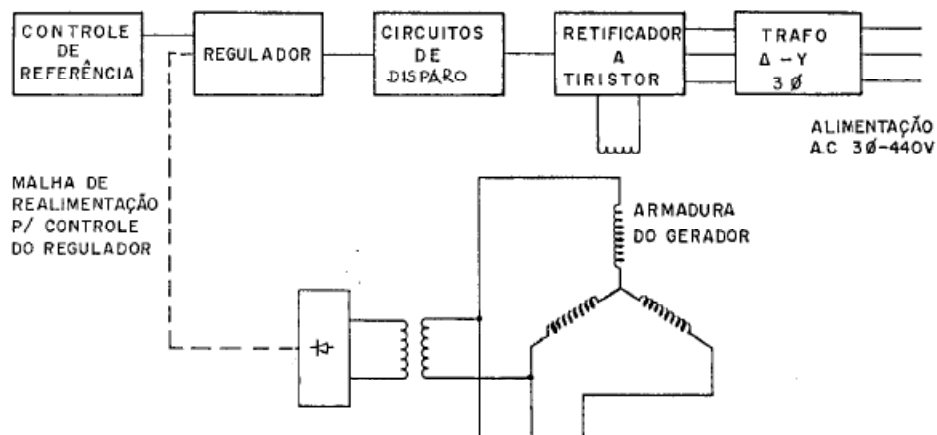 CONTROLE
DE
REFERÊNCIA
REGULADOR
CIRCUITOS
DE
DISPARO
RETIFICADOR
A
TIRISTOR
TRAFO
Δ - Y
3 Ø
ALIMENTAÇÃO
A.C 3Ø-440V
MALHA DE
REALIMENTAÇÃO
P/ CONTROLE
DO REGULADOR
ARMADURA
DO GERADOR